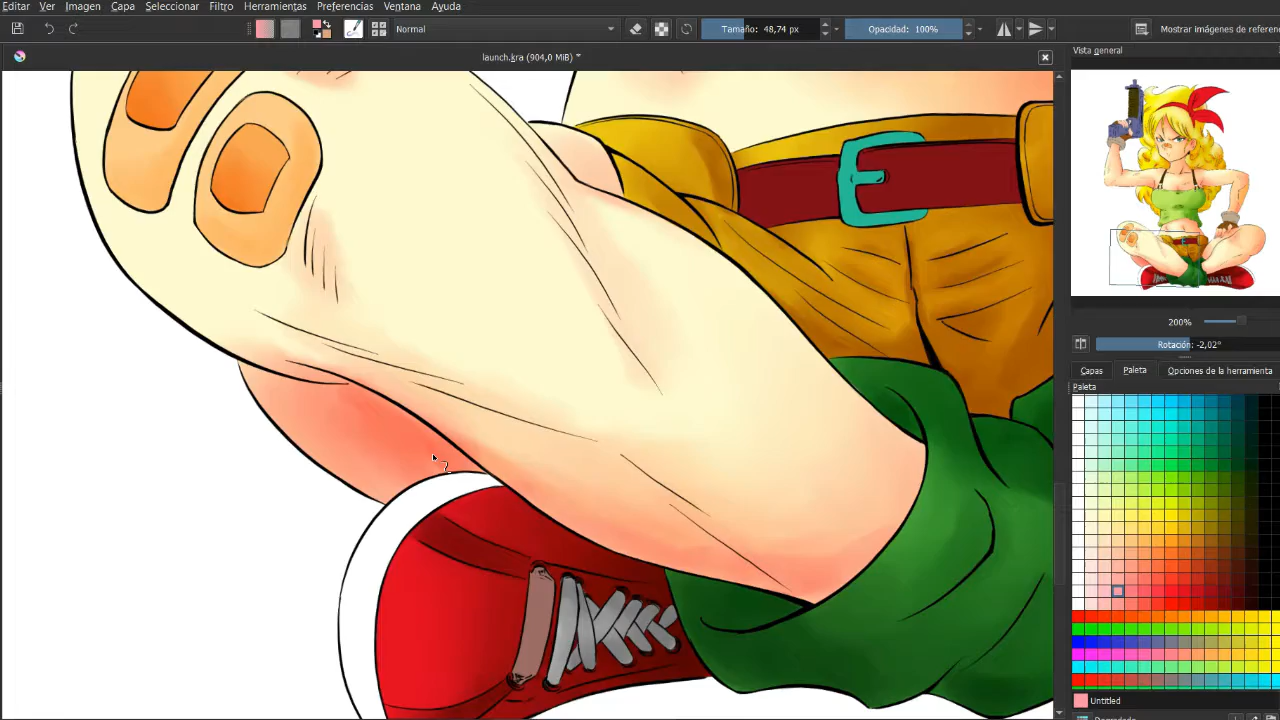 Editar Ver Imagen Capas Seleccionar Filtro Herramientas Preferencias Ventana Ayuda
Normal Tamaño: 48,74 px Opacidad: 100% Mostrar imágenes de referen
launch.kra (904,0 MiB) *
Vista general
200%
Rotación: -2,02°
Capas Paleta Opciones de la herramienta
Paleta
Untitled